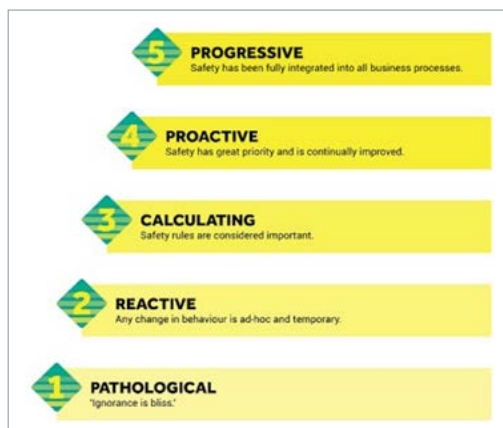 5 PROGRESSIVE
Safety has been fully integrated into all business processes.
4 PROACTIVE
Safety has great priority and is continually improved.
3 CALCULATING
Safety rules are considered important.
2 REACTIVE
Any change in behaviour is ad-hoc and temporary.
1 PATHOLOGICAL
'Ignorance is bliss.'